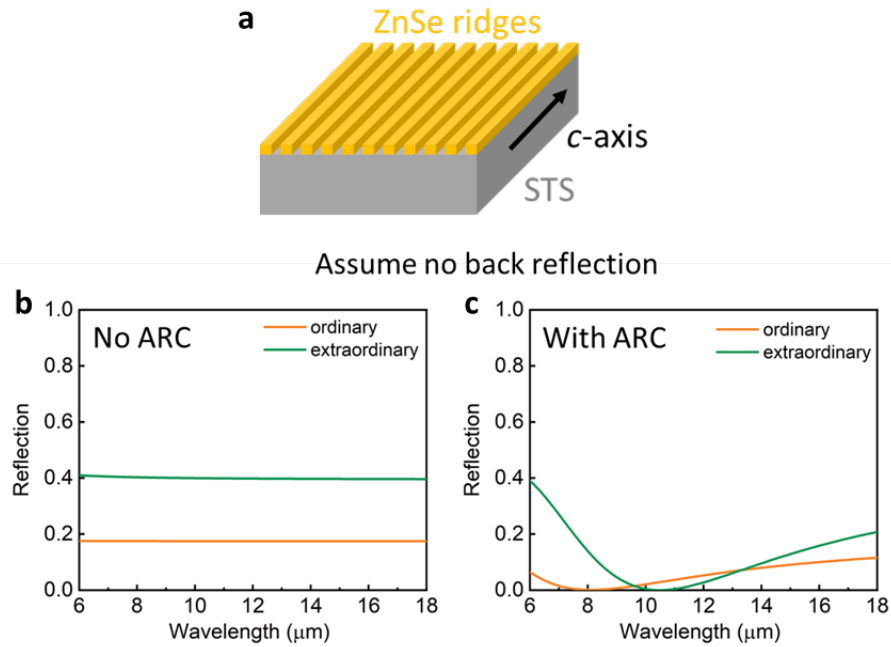 a
ZnSe ridges
c-axis
STS
Assume no back reflection
b
No ARC
ordinary
extraordinary
1.0
0.8
0.6
0.4
0.2
0.0
Reflection
6 8 10 12 14 16 18
Wavelength (μm)
c
With ARC
ordinary
extraordinary
1.0
0.8
0.6
0.4
0.2
0.0
Reflection
6 8 10 12 14 16 18
Wavelength (μm)